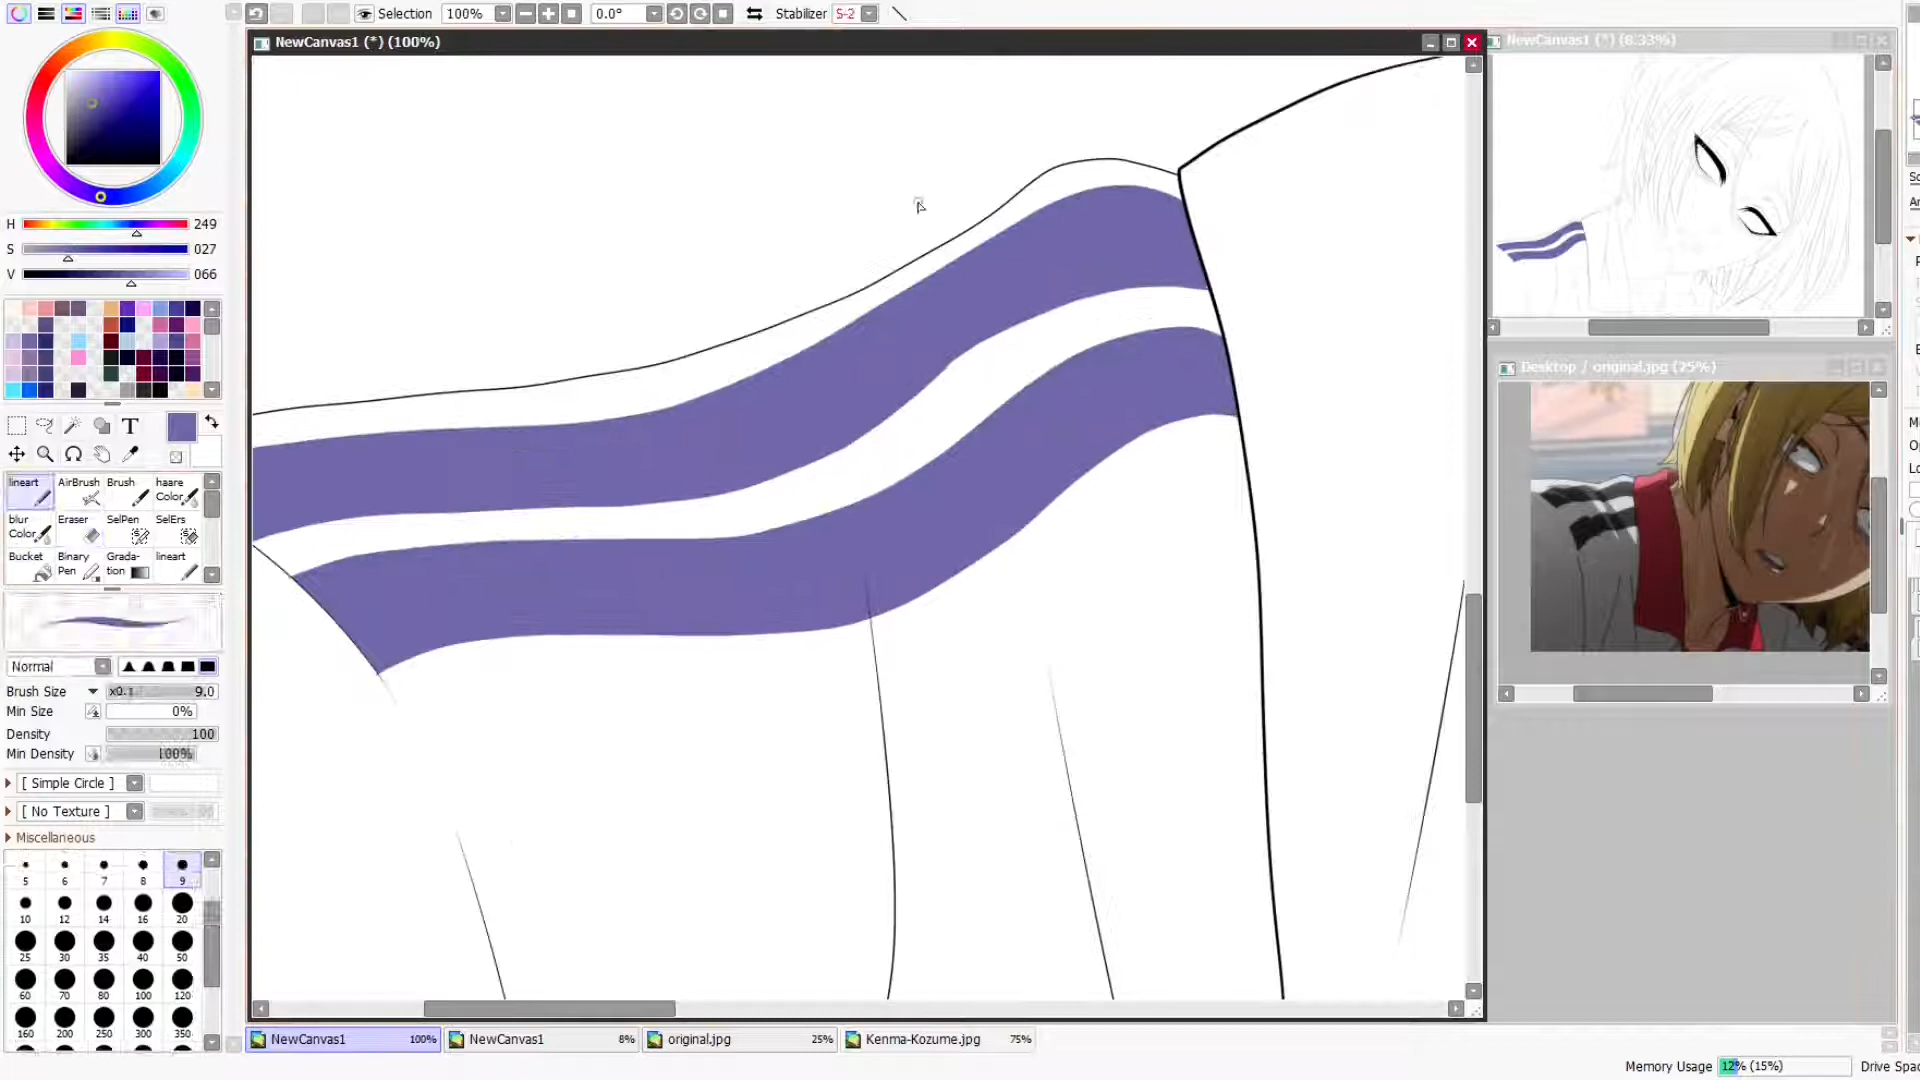 Selection 100% 0.0° Stabilizer S-2
NewCanvas1 (*) (100%)
NewCanvas1 (*) (8.33%)
H 249
S 027
V 066
T
Desktop / original.jpg (25%)
lineart AirBrush Brush haare Color
blur Color Eraser SelPen SelErs
Bucket Binary Pen Grada-tion lineart
Normal
Brush Size x0.1 9.0
Min Size 0%
Density 100
Min Density 100%
[ Simple Circle ]
[ No Texture ]
Miscellaneous
5 6 7 8 9
10 12 14 16 20
25 30 35 40 50
60 70 80 100 120
160 200 250 300 350
NewCanvas1 100% NewCanvas1 8% original.jpg 25% Kenma-Kozume.jpg 75%
Memory Usage 12% (15%) Drive Spac